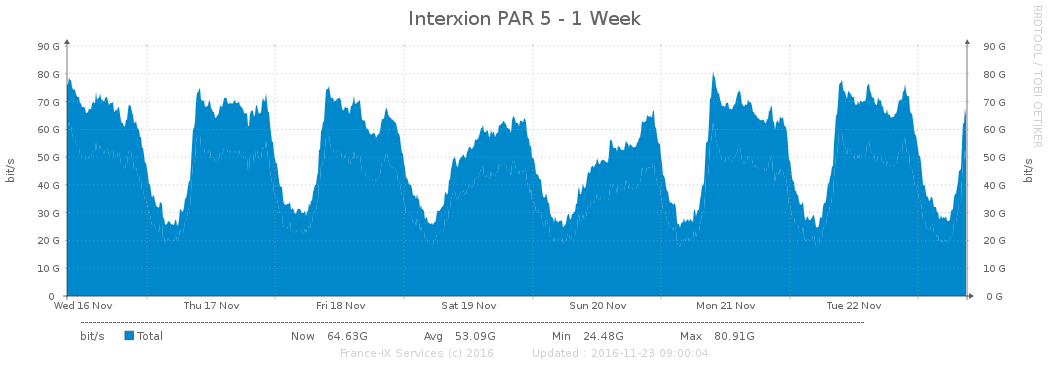 Interxion PAR 5 - 1 Week
RRDTOOL / TOBI OETIKER
90 G 90 G
80 G 80 G
70 G 70 G
60 G 60 G
50 G 50 G
40 G 40 G
30 G 30 G
20 G 20 G
10 G 10 G
0 0 G
bit/s
bit/s
Wed 16 Nov Thu 17 Nov Fri 18 Nov Sat 19 Nov Sun 20 Nov Mon 21 Nov Tue 22 Nov
bit/s Total Now 64.63G Avg 53.09G Min 24.48G Max 80.91G
France-IX Services (c) 2016 Updated : 2016-11-23 09:00:04